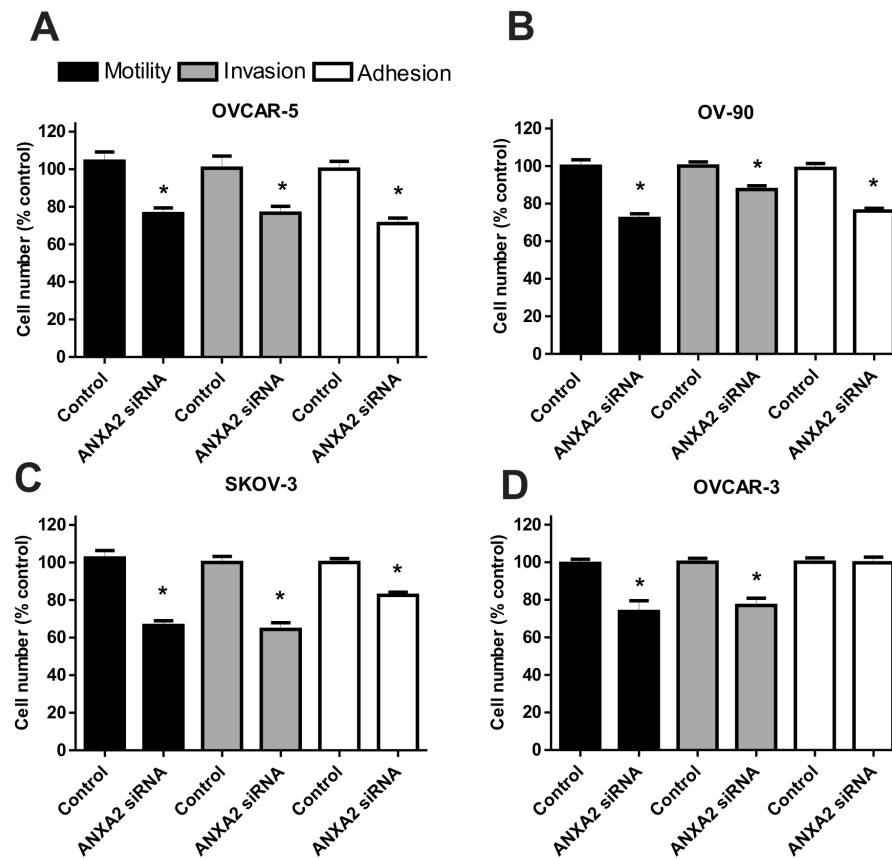 A
B
Motility Invasion Adhesion
OVCAR-5
Cell number (% control)
120
100
80
60
40
20
0
Control
ANXA2 siRNA
Control
ANXA2 siRNA
Control
ANXA2 siRNA
*
*
*
OV-90
Cell number (% control)
120
100
80
60
40
20
0
Control
ANXA2 siRNA
Control
ANXA2 siRNA
Control
ANXA2 siRNA
*
*
*
C
SKOV-3
Cell number (% control)
120
100
80
60
40
20
0
Control
ANXA2 siRNA
Control
ANXA2 siRNA
Control
ANXA2 siRNA
*
*
*
D
OVCAR-3
Cell number (% control)
120
100
80
60
40
20
0
Control
ANXA2 siRNA
Control
ANXA2 siRNA
Control
ANXA2 siRNA
*
*